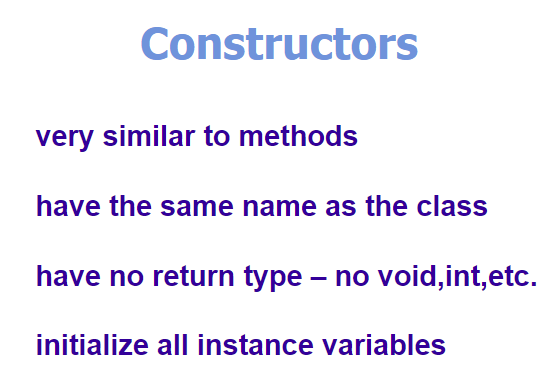 Constructors
very similar to methods
have the same name as the class
have no return type – no void,int,etc.
initialize all instance variables